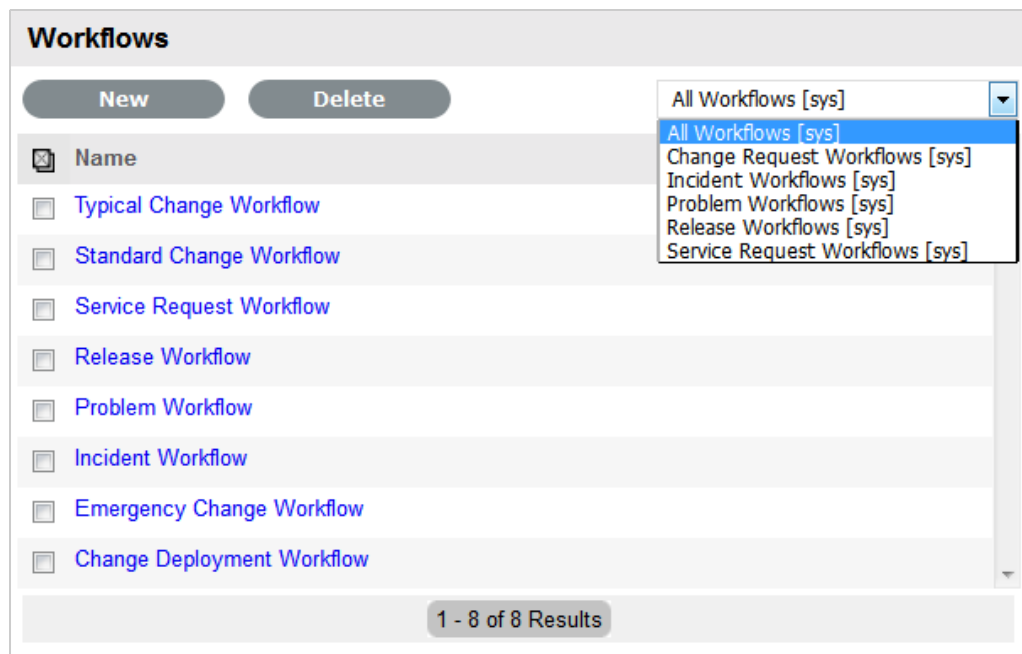 Workflows
New
Delete
All Workflows [sys]
All Workflows [sys]
Change Request Workflows [sys]
Incident Workflows [sys]
Problem Workflows [sys]
Release Workflows [sys]
Service Request Workflows [sys]
Name
Typical Change Workflow
Standard Change Workflow
Service Request Workflow
Release Workflow
Problem Workflow
Incident Workflow
Emergency Change Workflow
Change Deployment Workflow
1 - 8 of 8 Results